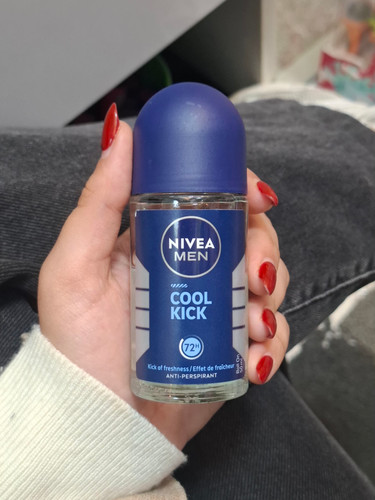 NIVEA
MEN
COOL
KICK
72H
Kick of freshness / Effet de fraîcheur
ANTI-PERSPIRANT